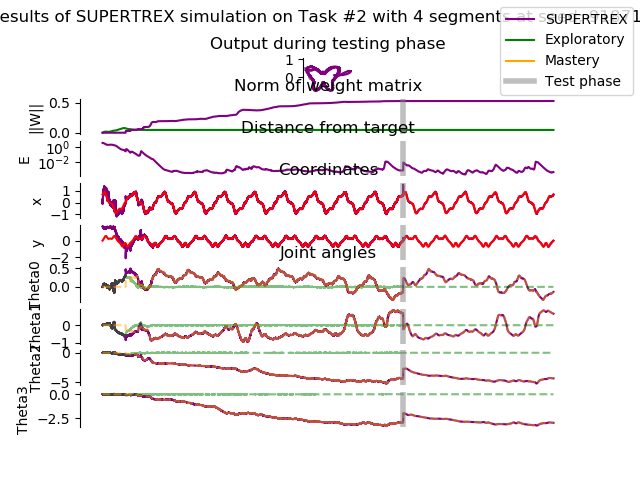 esults of SUPERTREX simulation on Task #2 with 4 segments at
SUPERTREX
Exploratory
Mastery
Test phase
Output during testing phase
1
0
Norm of weight matrix
0.5
0.0
||W||
Distance from target
10⁰
10⁻²
E
Coordinates
1
0
−1
x
0
−2
y
Joint angles
0.5
0.0
Theta0
0
−1
Theta1
0
−5
Theta2
0.0
−2.5
Theta3